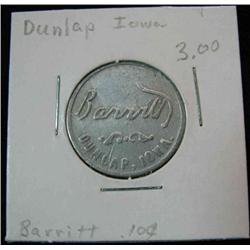 Dunlap Iowa
3.00
Barritt
DUNLAP, IOWA.
Barritt .10¢